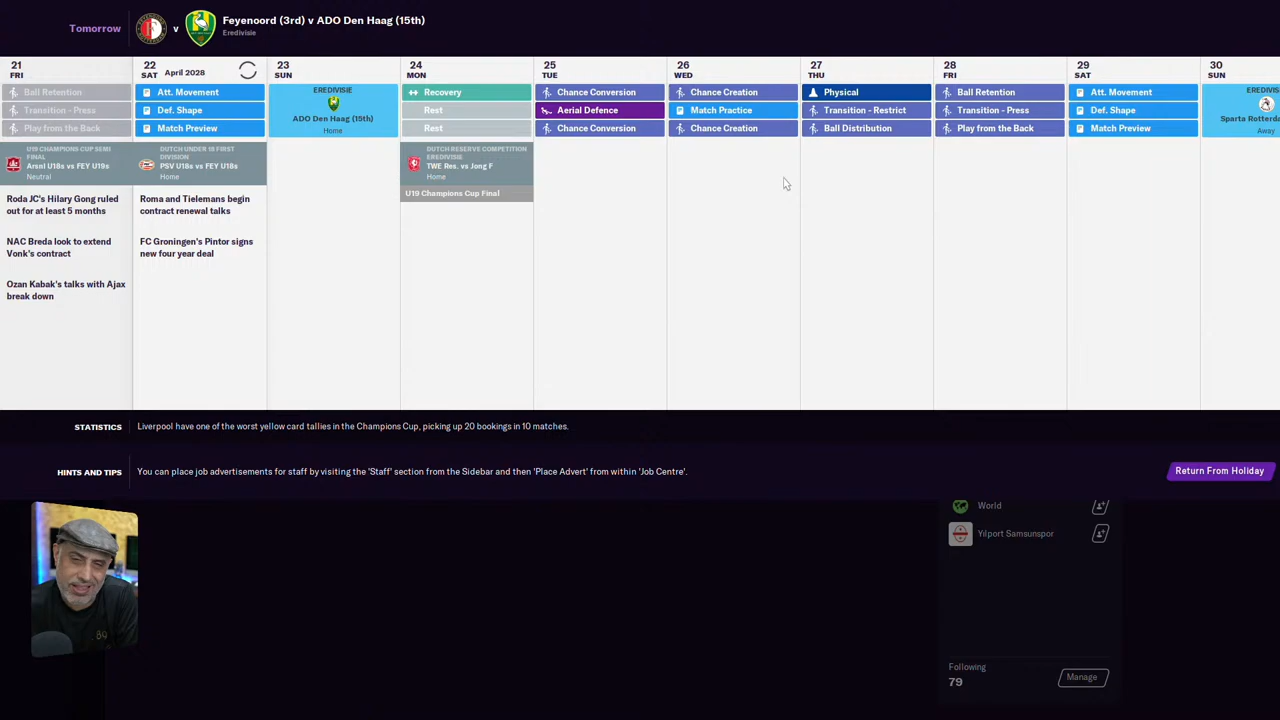 Tomorrow
v
Feyenoord (3rd) v ADO Den Haag (15th)
Eredivisie
21
FRI
22
SAT
April 2028
23
SUN
24
MON
25
TUE
26
WED
27
THU
28
FRI
29
SAT
30
SUN
Ball Retention
Transition - Press
Play from the Back
Att. Movement
Def. Shape
Match Preview
EREDIVISIE
ADO Den Haag (15th)
Home
Recovery
Rest
Rest
Chance Conversion
Aerial Defence
Chance Conversion
Chance Creation
Match Practice
Chance Creation
Physical
Transition - Restrict
Ball Distribution
Ball Retention
Transition - Press
Play from the Back
Att. Movement
Def. Shape
Match Preview
EREDIVIS
Sparta Rotterda
Away
U19 CHAMPIONS CUP SEMI
FINAL
Arsnl U18s vs FEY U19s
Neutral
DUTCH UNDER 18 FIRST
DIVISION
PSV U18s vs FEY U18s
Home
DUTCH RESERVE COMPETITION
EREDIVISIE
TWE Res. vs Jong F
Home
U19 Champions Cup Final
Roda JC's Hilary Gong ruled
out for at least 5 months
NAC Breda look to extend
Vonk's contract
Ozan Kabak's talks with Ajax
break down
Roma and Tielemans begin
contract renewal talks
FC Groningen's Pintor signs
new four year deal
STATISTICS
Liverpool have one of the worst yellow card tallies in the Champions Cup, picking up 20 bookings in 10 matches.
HINTS AND TIPS
You can place job advertisements for staff by visiting the 'Staff' section from the Sidebar and then 'Place Advert' from within 'Job Centre'.
Return From Holiday
World
Yilport Samsunspor
Following
79
Manage